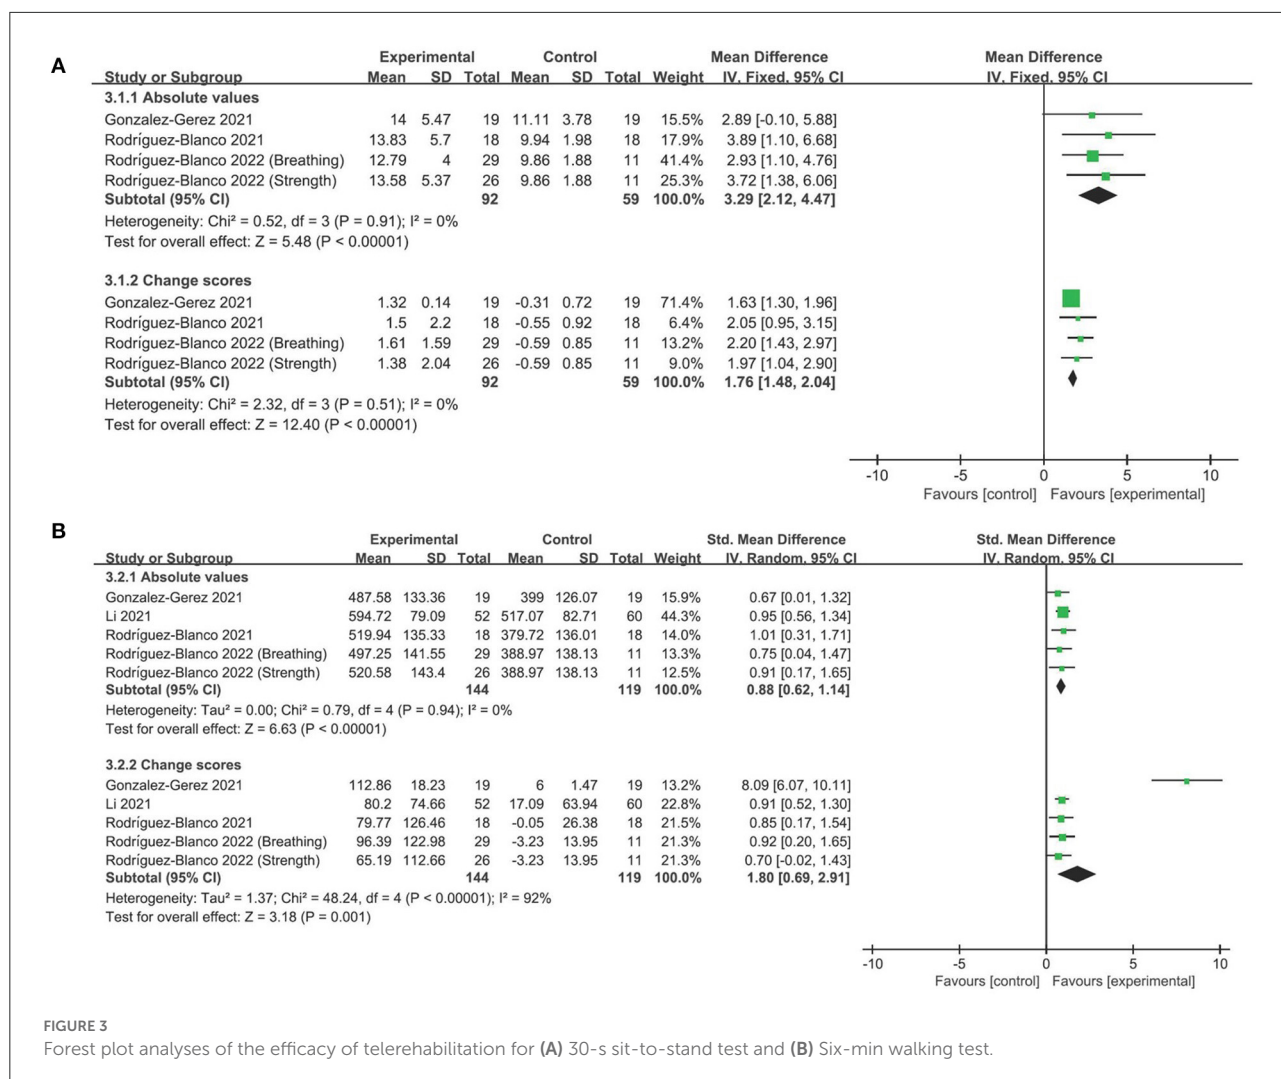 A
Experimental Control Mean Difference Mean Difference
Study or Subgroup Mean SD Total Mean SD Total Weight IV, Fixed, 95% CI IV, Fixed, 95% CI
3.1.1 Absolute values
Gonzalez-Gerez 2021 14 5.47 19 11.11 3.78 19 15.5% 2.89 [-0.10, 5.88]
Rodríguez-Blanco 2021 13.83 5.7 18 9.94 1.98 18 17.9% 3.89 [1.10, 6.68]
Rodríguez-Blanco 2022 (Breathing) 12.79 4 29 9.86 1.88 11 41.4% 2.93 [1.10, 4.76]
Rodríguez-Blanco 2022 (Strength) 13.58 5.37 26 9.86 1.88 11 25.3% 3.72 [1.38, 6.06]
Subtotal (95% CI) 92 59 100.0% 3.29 [2.12, 4.47]
Heterogeneity: Chi² = 0.52, df = 3 (P = 0.91); I² = 0%
Test for overall effect: Z = 5.48 (P < 0.00001)
3.1.2 Change scores
Gonzalez-Gerez 2021 1.32 0.14 19 -0.31 0.72 19 71.4% 1.63 [1.30, 1.96]
Rodríguez-Blanco 2021 1.5 2.2 18 -0.55 0.92 18 6.4% 2.05 [0.95, 3.15]
Rodríguez-Blanco 2022 (Breathing) 1.61 1.59 29 -0.59 0.85 11 13.2% 2.20 [1.43, 2.97]
Rodríguez-Blanco 2022 (Strength) 1.38 2.04 26 -0.59 0.85 11 9.0% 1.97 [1.04, 2.90]
Subtotal (95% CI) 92 59 100.0% 1.76 [1.48, 2.04]
Heterogeneity: Chi² = 2.32, df = 3 (P = 0.51); I² = 0%
Test for overall effect: Z = 12.40 (P < 0.00001)
-10 -5 0 5 10
Favours [control] Favours [experimental]
B
Experimental Control Std. Mean Difference Std. Mean Difference
Study or Subgroup Mean SD Total Mean SD Total Weight IV, Random, 95% CI IV, Random, 95% CI
3.2.1 Absolute values
Gonzalez-Gerez 2021 487.58 133.36 19 399 126.07 19 15.9% 0.67 [0.01, 1.32]
Li 2021 594.72 79.09 52 517.07 82.71 60 44.3% 0.95 [0.56, 1.34]
Rodríguez-Blanco 2021 519.94 135.33 18 379.72 136.01 18 14.0% 1.01 [0.31, 1.71]
Rodríguez-Blanco 2022 (Breathing) 497.25 141.55 29 388.97 138.13 11 13.3% 0.75 [0.04, 1.47]
Rodríguez-Blanco 2022 (Strength) 520.58 143.4 26 388.97 138.13 11 12.5% 0.91 [0.17, 1.65]
Subtotal (95% CI) 144 119 100.0% 0.88 [0.62, 1.14]
Heterogeneity: Tau² = 0.00; Chi² = 0.79, df = 4 (P = 0.94); I² = 0%
Test for overall effect: Z = 6.63 (P < 0.00001)
3.2.2 Change scores
Gonzalez-Gerez 2021 112.86 18.23 19 6 1.47 19 13.2% 8.09 [6.07, 10.11]
Li 2021 80.2 74.66 52 17.09 63.94 60 22.8% 0.91 [0.52, 1.30]
Rodríguez-Blanco 2021 79.77 126.46 18 -0.05 26.38 18 21.5% 0.85 [0.17, 1.54]
Rodríguez-Blanco 2022 (Breathing) 96.39 122.98 29 -3.23 13.95 11 21.3% 0.92 [0.20, 1.65]
Rodríguez-Blanco 2022 (Strength) 65.19 112.66 26 -3.23 13.95 11 21.3% 0.70 [-0.02, 1.43]
Subtotal (95% CI) 144 119 100.0% 1.80 [0.69, 2.91]
Heterogeneity: Tau² = 1.37; Chi² = 48.24, df = 4 (P < 0.00001); I² = 92%
Test for overall effect: Z = 3.18 (P = 0.001)
-10 -5 0 5 10
Favours [control] Favours [experimental]
FIGURE 3
Forest plot analyses of the efficacy of telerehabilitation for (A) 30-s sit-to-stand test and (B) Six-min walking test.